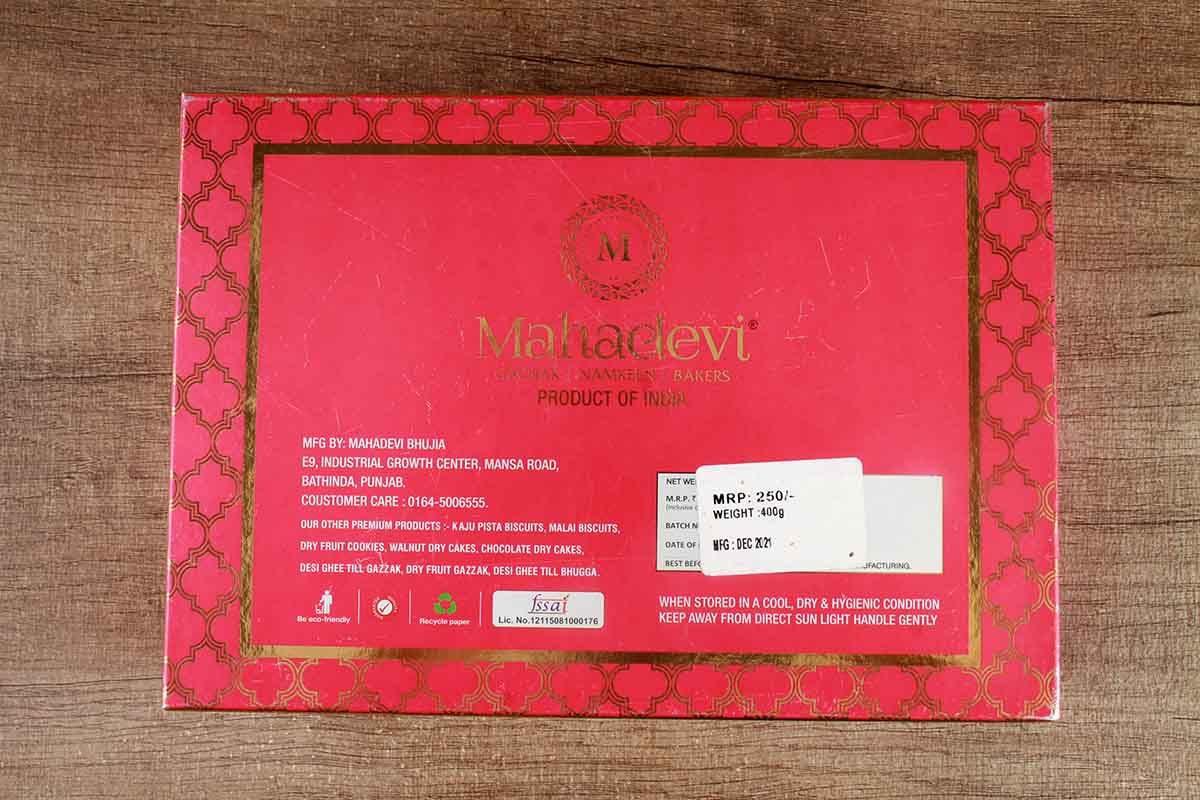 M
Mahadevi®
GACHAK | NAMKEEN | BAKERS
PRODUCT OF INDIA
MFG BY: MAHADEVI BHUJIA
E9, INDUSTRIAL GROWTH CENTER, MANSA ROAD,
BATHINDA, PUNJAB.
COUSTOMER CARE : 0164-5006555.
OUR OTHER PREMIUM PRODUCTS :- KAJU PISTA BISCUITS, MALAI BISCUITS,
DRY FRUIT COOKIES, WALNUT DRY CAKES, CHOCOLATE DRY CAKES,
DESI GHEE TILL GAZZAK, DRY FRUIT GAZZAK, DESI GHEE TILL BHUGGA.
Be eco-friendly
Recycle paper
fssai
Lic. No.12115081000176
NET
M.R.P. ₹
(Inclusive
BATCH
DATE OF
BEST
MRP: 250/-
WEIGHT :400g
MFG : DEC 2021
WHEN STORED IN A COOL, DRY & HYGIENIC CONDITION
KEEP AWAY FROM DIRECT SUN LIGHT HANDLE GENTLY